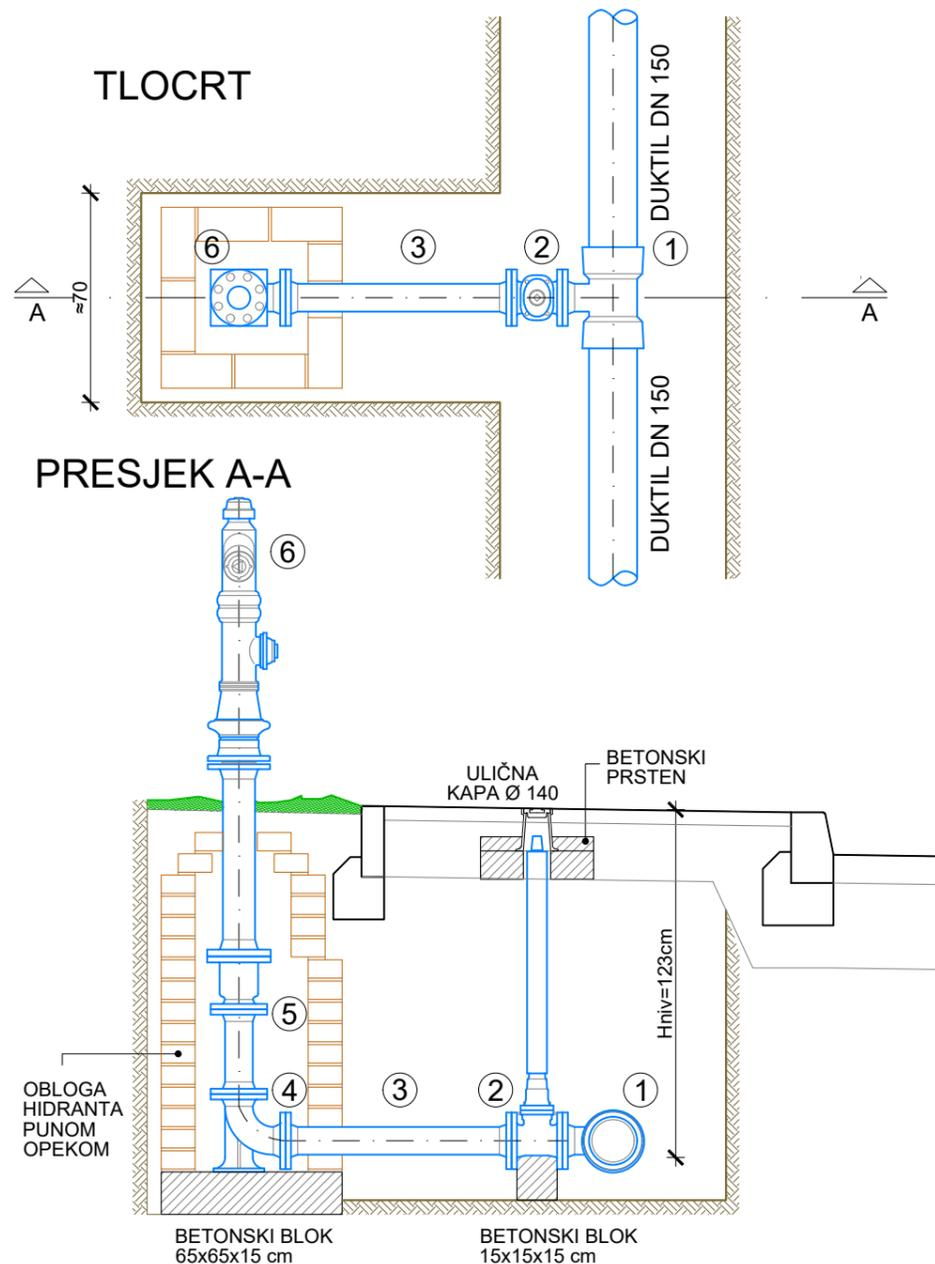 TLOCRT
DUKTIL DN 150
6
3
2
1
A
≈70
A
DUKTIL DN 150
PRESJEK A-A
6
BETONSKI
PRSTEN
ULIČNA
KAPA Ø 140
Hniv=123cm
5
OBLOGA
HIDRANTA
PUNOM
OPEKOM
4
3
2
1
BETONSKI BLOK
65x65x15 cm
BETONSKI BLOK
15x15x15 cm